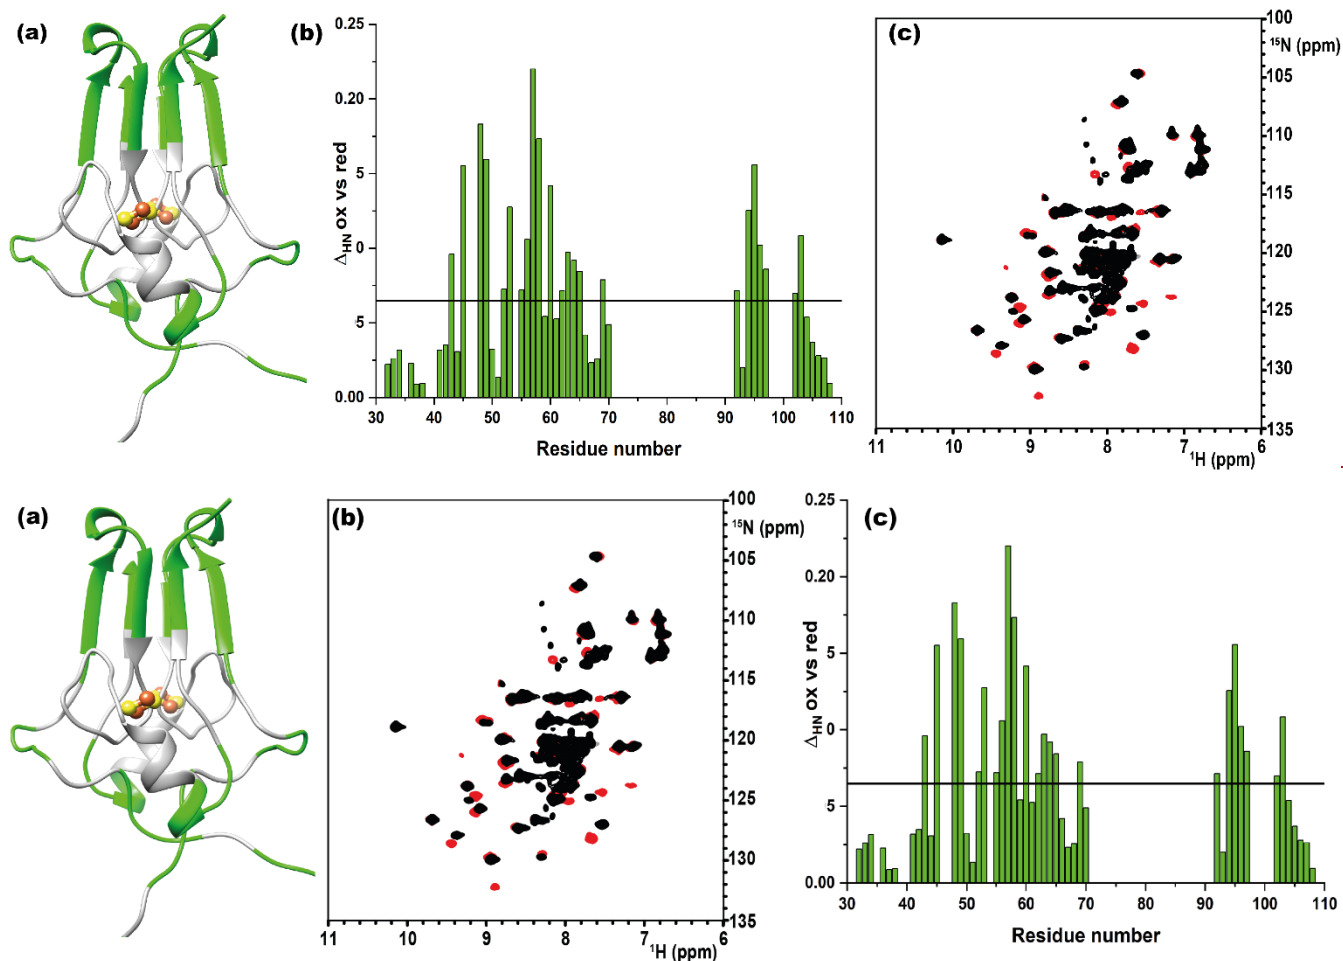 (a)
(b)
0.25
0.20
5
0
5
0.00
ΔHN ox vs red
30 40 50 60 70 80 90 100 110
Residue number
(c)
100
15N (ppm)
105
110
115
120
125
130
135
11 10 9 8 7 6
1H (ppm)
(a)
(b)
100
15N (ppm)
105
110
115
120
125
130
135
11 10 9 8 7 6
1H (ppm)
(c)
0.25
0.20
5
0
5
0.00
ΔHN ox vs red
30 40 50 60 70 80 90 100 110
Residue number